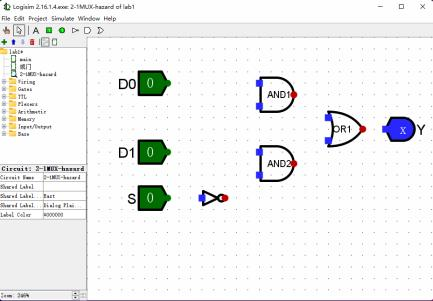 Logisim 2.16.1.4.exe: 2-1MUX-hazard of lab1
File Edit Project Simulate Window Help
A
lab1*
main
或门
2-1MUX-hazard
Wiring
Gates
TTL
Plexers
Arithmetic
Memory
Input/Output
Base
Circuit: 2-1MUX-hazard
Circuit Name 2-1MUX-hazard
Shared Label
Shared Label... East
Shared Label... Dialog Plai...
Label Color #000000
Zoom: 246%
D0 0
D1 0
S 0
AND1
AND2
OR1
x Y